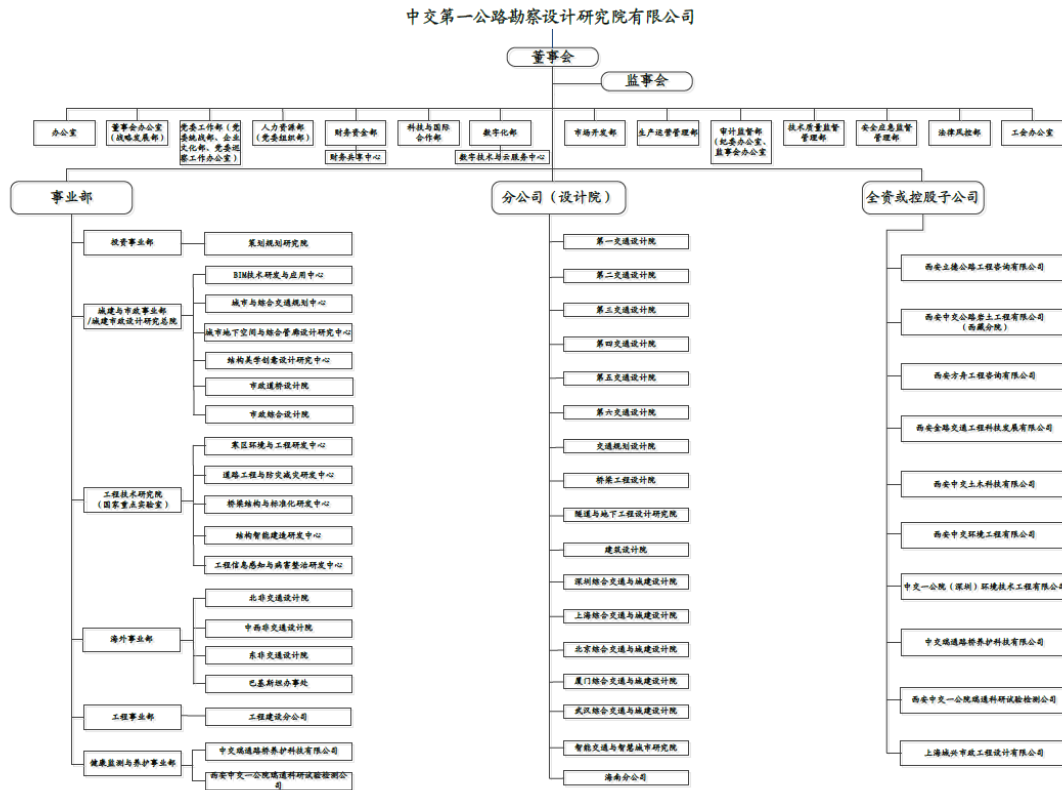 中交第一公路勘察设计研究院有限公司
董事会
监事会
办公室
董事会办公室
(战略发展部)
党委工作部(党
委统战部、企业
文化部、党委巡
察工作办公室)
人力资源部
(党委组织部)
财务资金部
财务共享中心
科技与国际
合作部
数字化部
数字技术与云服务中心
市场开发部
生产运营管理部
审计监督部
(纪委办公室、
监事会办公室)
技术质量监督
管理部
安全应急监督
管理部
法律风控部
工会办公室
事业部
投资事业部
策划规划研究院
城建与市政事业部
/城建市政设计研究总院
BIM技术研发与应用中心
城市与综合交通规划中心
城市地下空间与综合管廊设计研究中心
结构美学创意设计研究中心
市政道桥设计院
市政综合设计院
工程技术研究院
(国家重点实验室)
寒区环境与工程研发中心
道路工程与防灾减灾研发中心
桥梁结构与标准化研发中心
结构智能建造研发中心
工程信息感知与病害整治研发中心
海外事业部
北非交通设计院
中西非交通设计院
东非交通设计院
巴基斯坦办事处
工程事业部
工程建设分公司
健康监测与养护事业部
中交瑞通路桥养护科技有限公司
西安中交一公院瑞通科研试验检测公
司
分公司(设计院)
第一交通设计院
第二交通设计院
第三交通设计院
第四交通设计院
第五交通设计院
第六交通设计院
交通规划设计院
桥梁工程设计院
隧道与地下工程设计研究院
建筑设计院
深圳综合交通与城建设计院
上海综合交通与城建设计院
北京综合交通与城建设计院
厦门综合交通与城建设计院
武汉综合交通与城建设计院
智能交通与智慧城市研究院
海南分公司
全资或控股子公司
西安立德公路工程咨询有限公司
西安中交公路岩土工程有限公司
(西藏分院)
西安方舟工程咨询有限公司
西安金路交通工程科技发展有限公司
西安中交土木科技有限公司
西安中交环境工程有限公司
中交一公院(深圳)环境技术工程有限公司
中交瑞通路桥养护科技有限公司
西安中交一公院瑞通科研试验检测公司
上海城兴市政工程设计有限公司